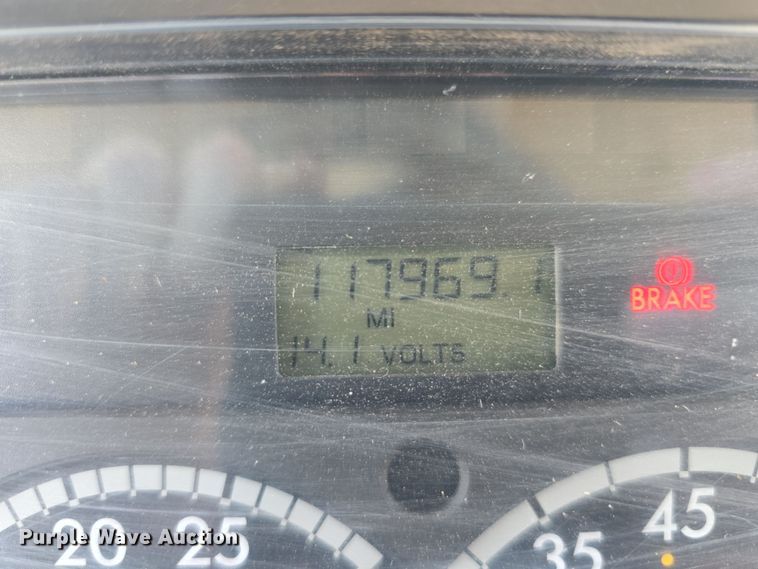 117969.1
MI
14.1 VOLTS
BRAKE
20 25
35 45
Purple Wave Auction